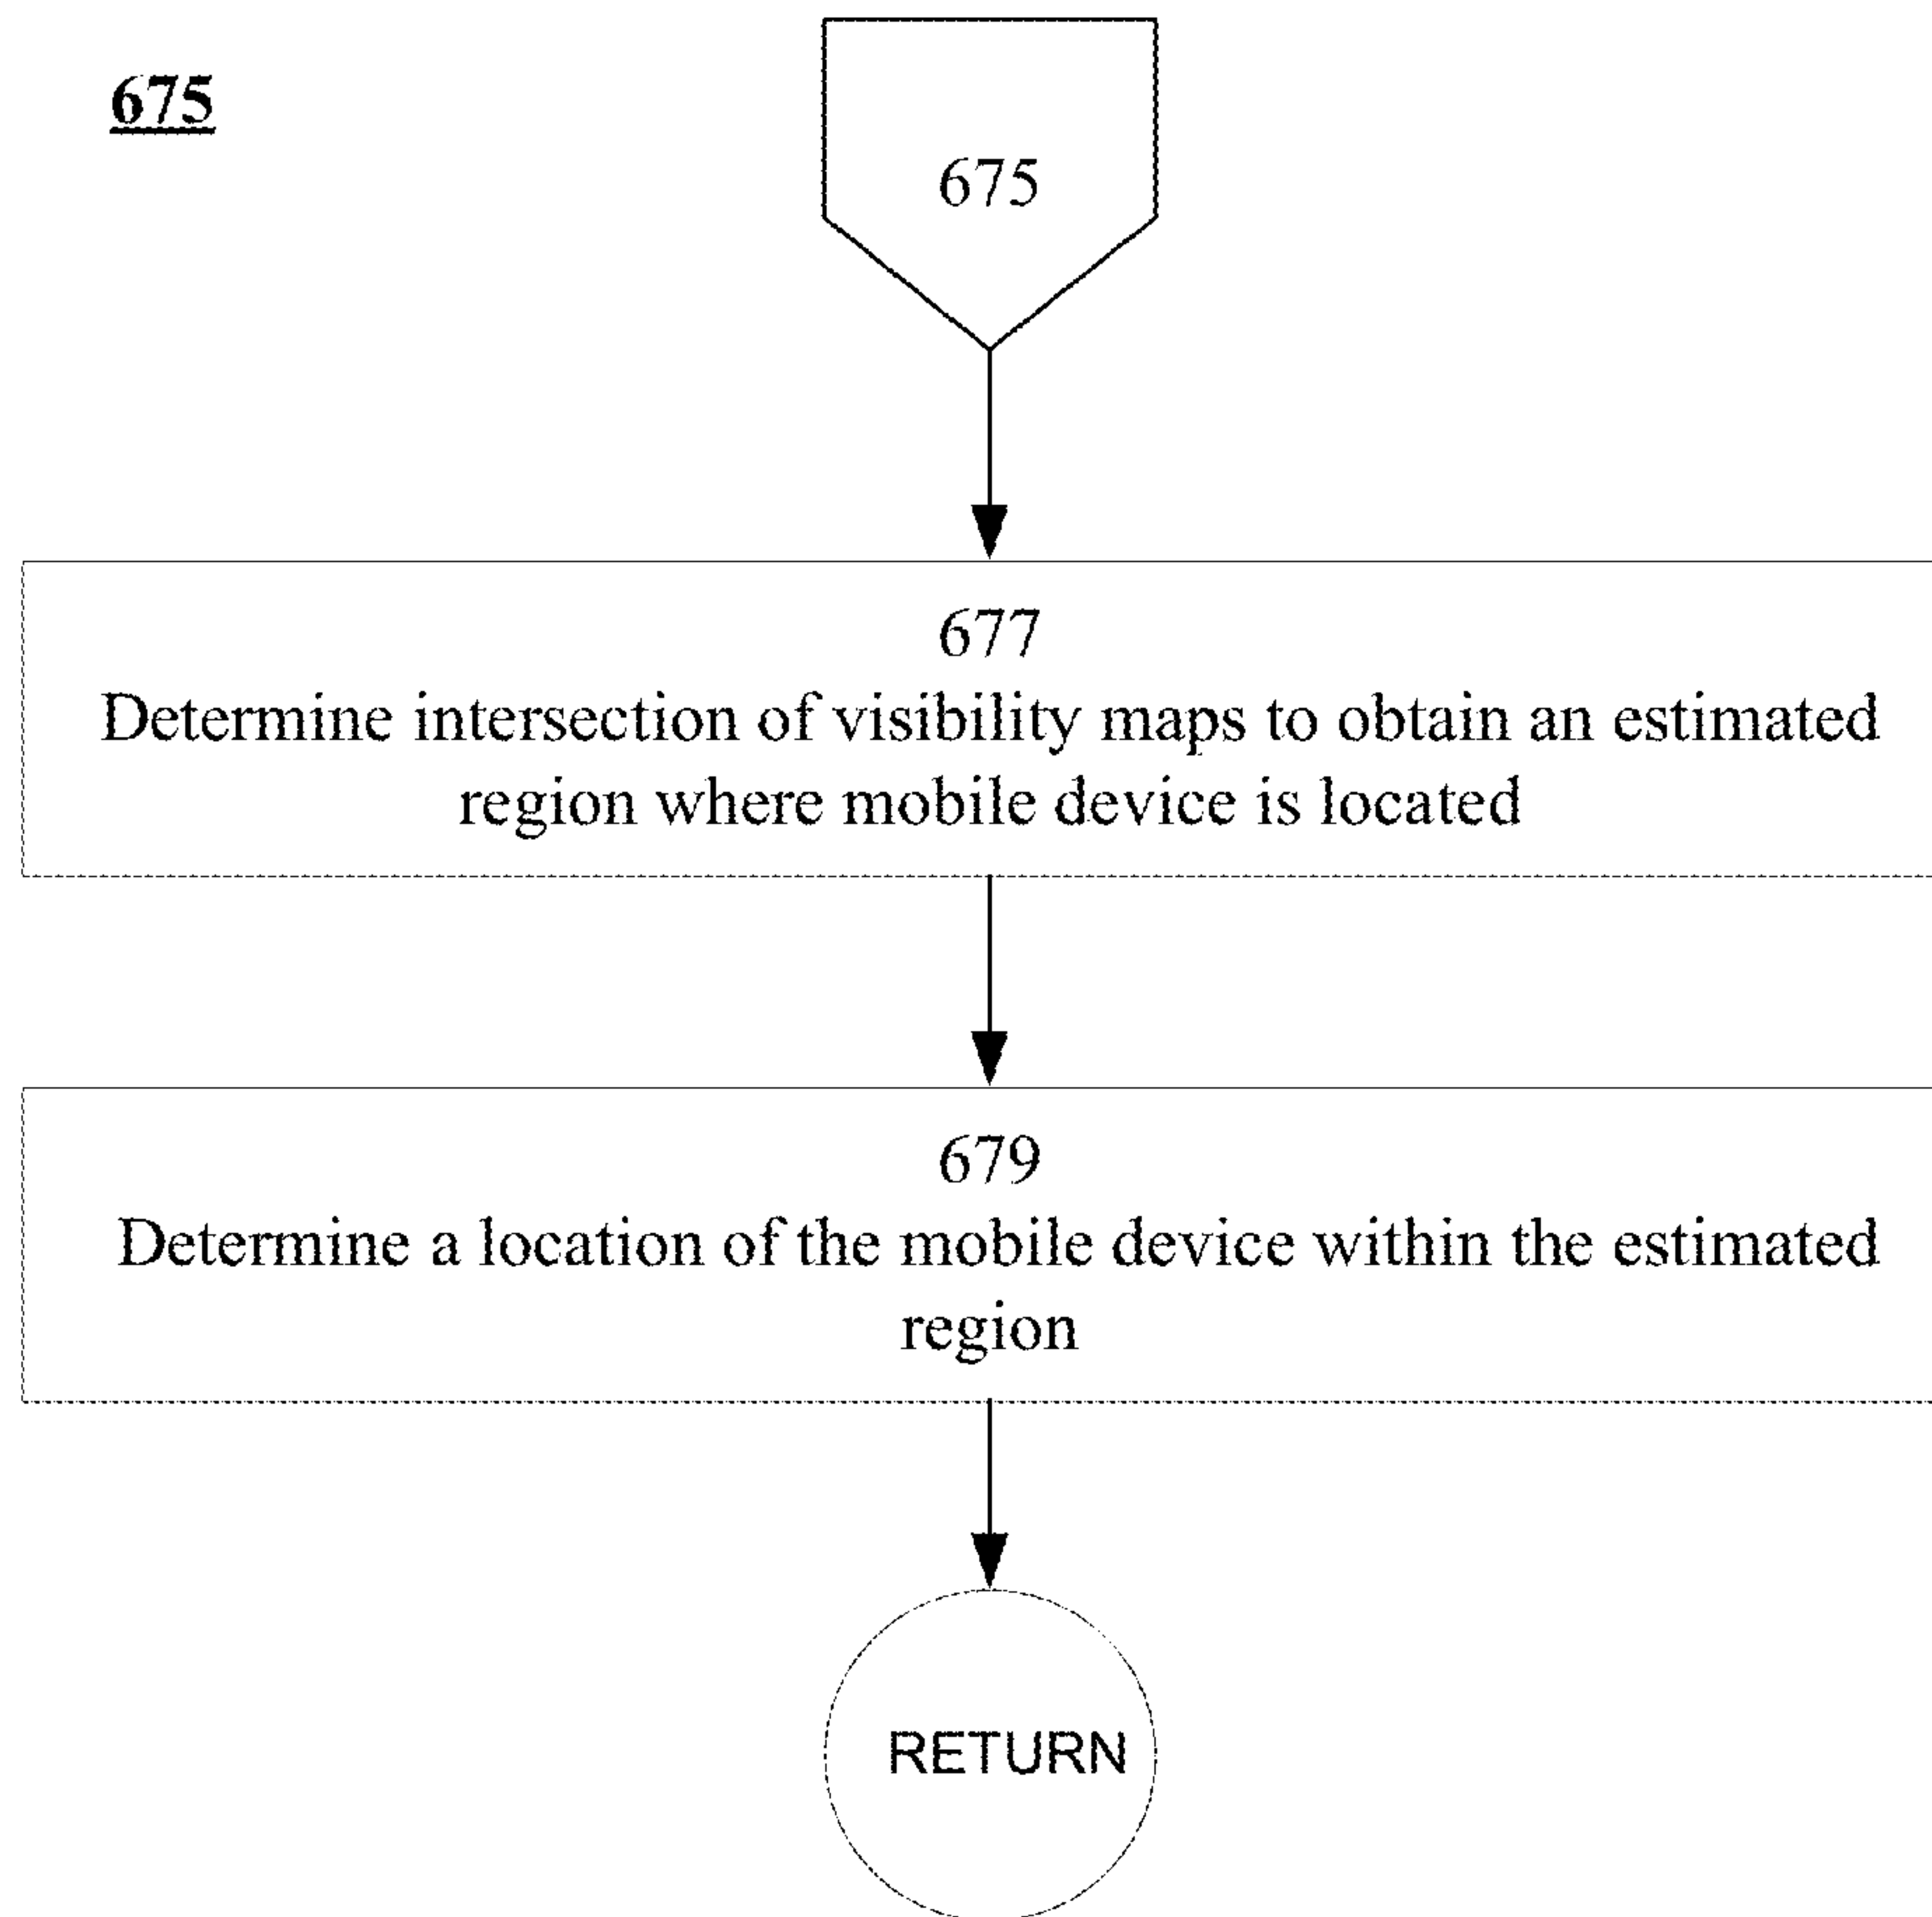 675
675
677
Determine intersection of visibility maps to obtain an estimated
region where mobile device is located
679
Determine a location of the mobile device within the estimated
region
RETURN